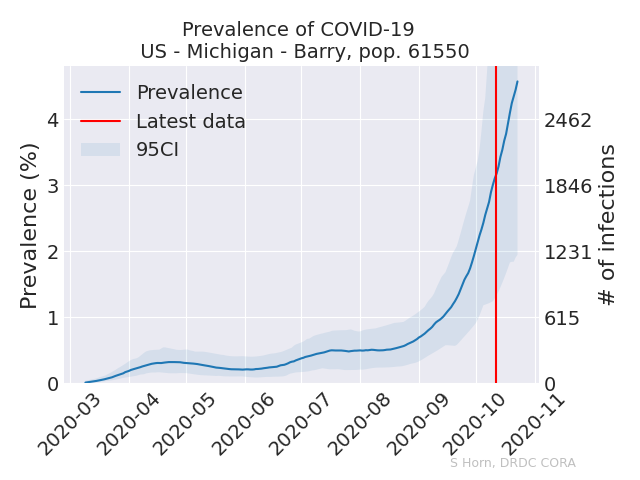 Prevalence of COVID-19
US - Michigan - Barry, pop. 61550
Prevalence
Latest data
95CI
Prevalence (%)
4
3
2
1
0
2462
1846
1231
615
0
# of infections
2020-03
2020-04
2020-05
2020-06
2020-07
2020-08
2020-09
2020-10
2020-11
S Horn, DRDC CORA